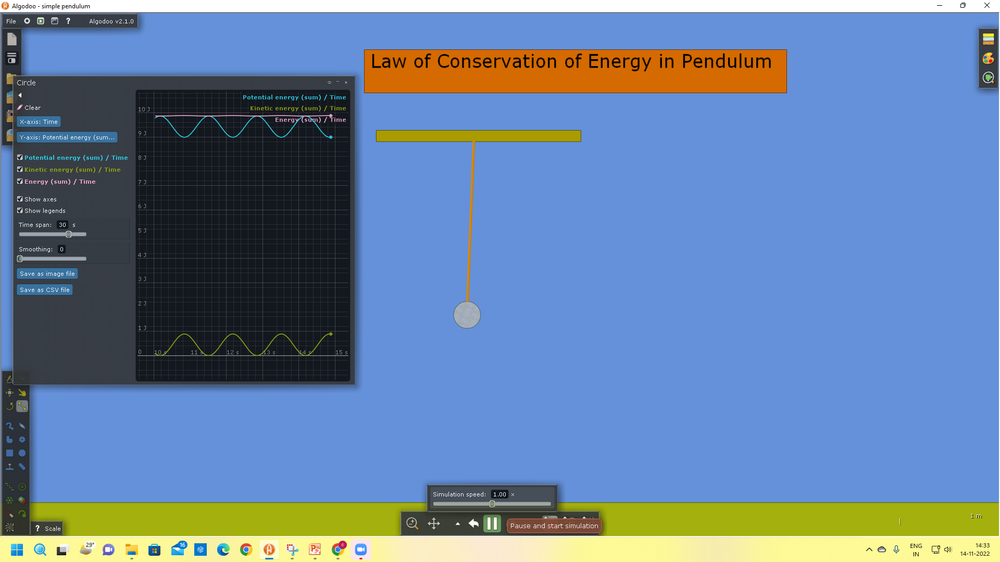 Algodoo - simple pendulum
File ? Algodoo v2.1.0
Law of Conservation of Energy in Pendulum
Circle
Clear
X-axis: Time
Y-axis: Potential energy (sum...
Potential energy (sum) / Time
Kinetic energy (sum) / Time
Energy (sum) / Time
Show axes
Show legends
Time span: 30 s
Smoothing: 0
Save as image file
Save as CSV file
Potential energy (sum) / Time
Kinetic energy (sum) / Time
Energy (sum) / Time
10 J
9 J
8 J
7 J
6 J
5 J
4 J
3 J
2 J
1 J
0 10 s 11 s 12 s 13 s 14 s 15 s
Simulation speed: 1.00 ×
Pause and start simulation
1 m
? Scale
29°
16
c
ENG
IN
14:33
14-11-2022